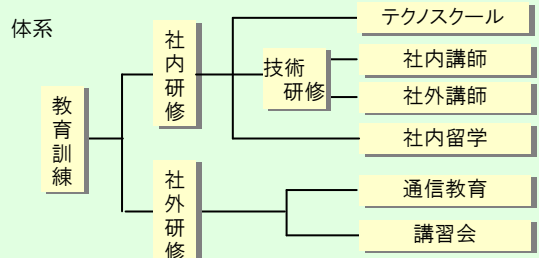 体系
教育訓練
社内研修
テクノスクール
技術
研修
社内講師
社外講師
社内留学
社外研修
通信教育
講習会